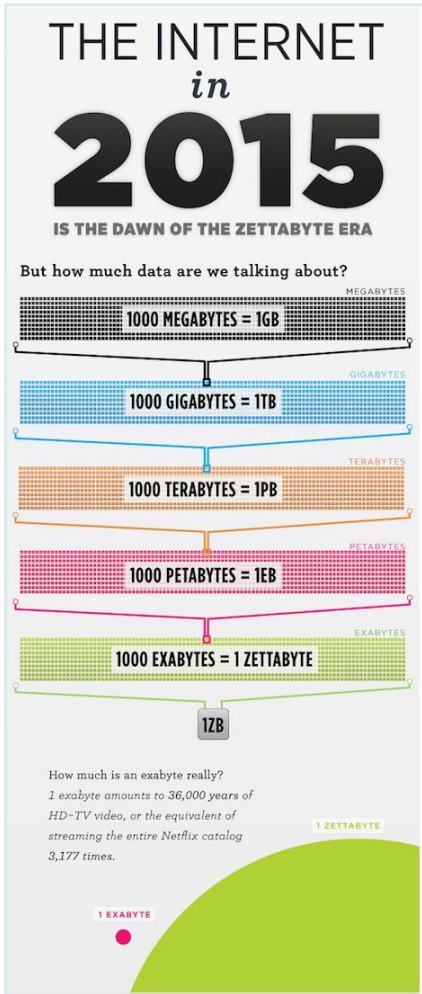 THE INTERNET
in
2015
IS THE DAWN OF THE ZETTABYTE ERA
But how much data are we talking about?
MEGABYTES
1000 MEGABYTES = 1GB
GIGABYTES
1000 GIGABYTES = 1TB
TERABYTES
1000 TERABYTES = 1PB
PETABYTES
1000 PETABYTES = 1EB
EXABYTES
1000 EXABYTES = 1 ZETTABYTE
1ZB
How much is an exabyte really?
1 exabyte amounts to 36,000 years of
HD-TV video, or the equivalent of
streaming the entire Netflix catalog
3,177 times.
1 ZETTABYTE
1 EXABYTE